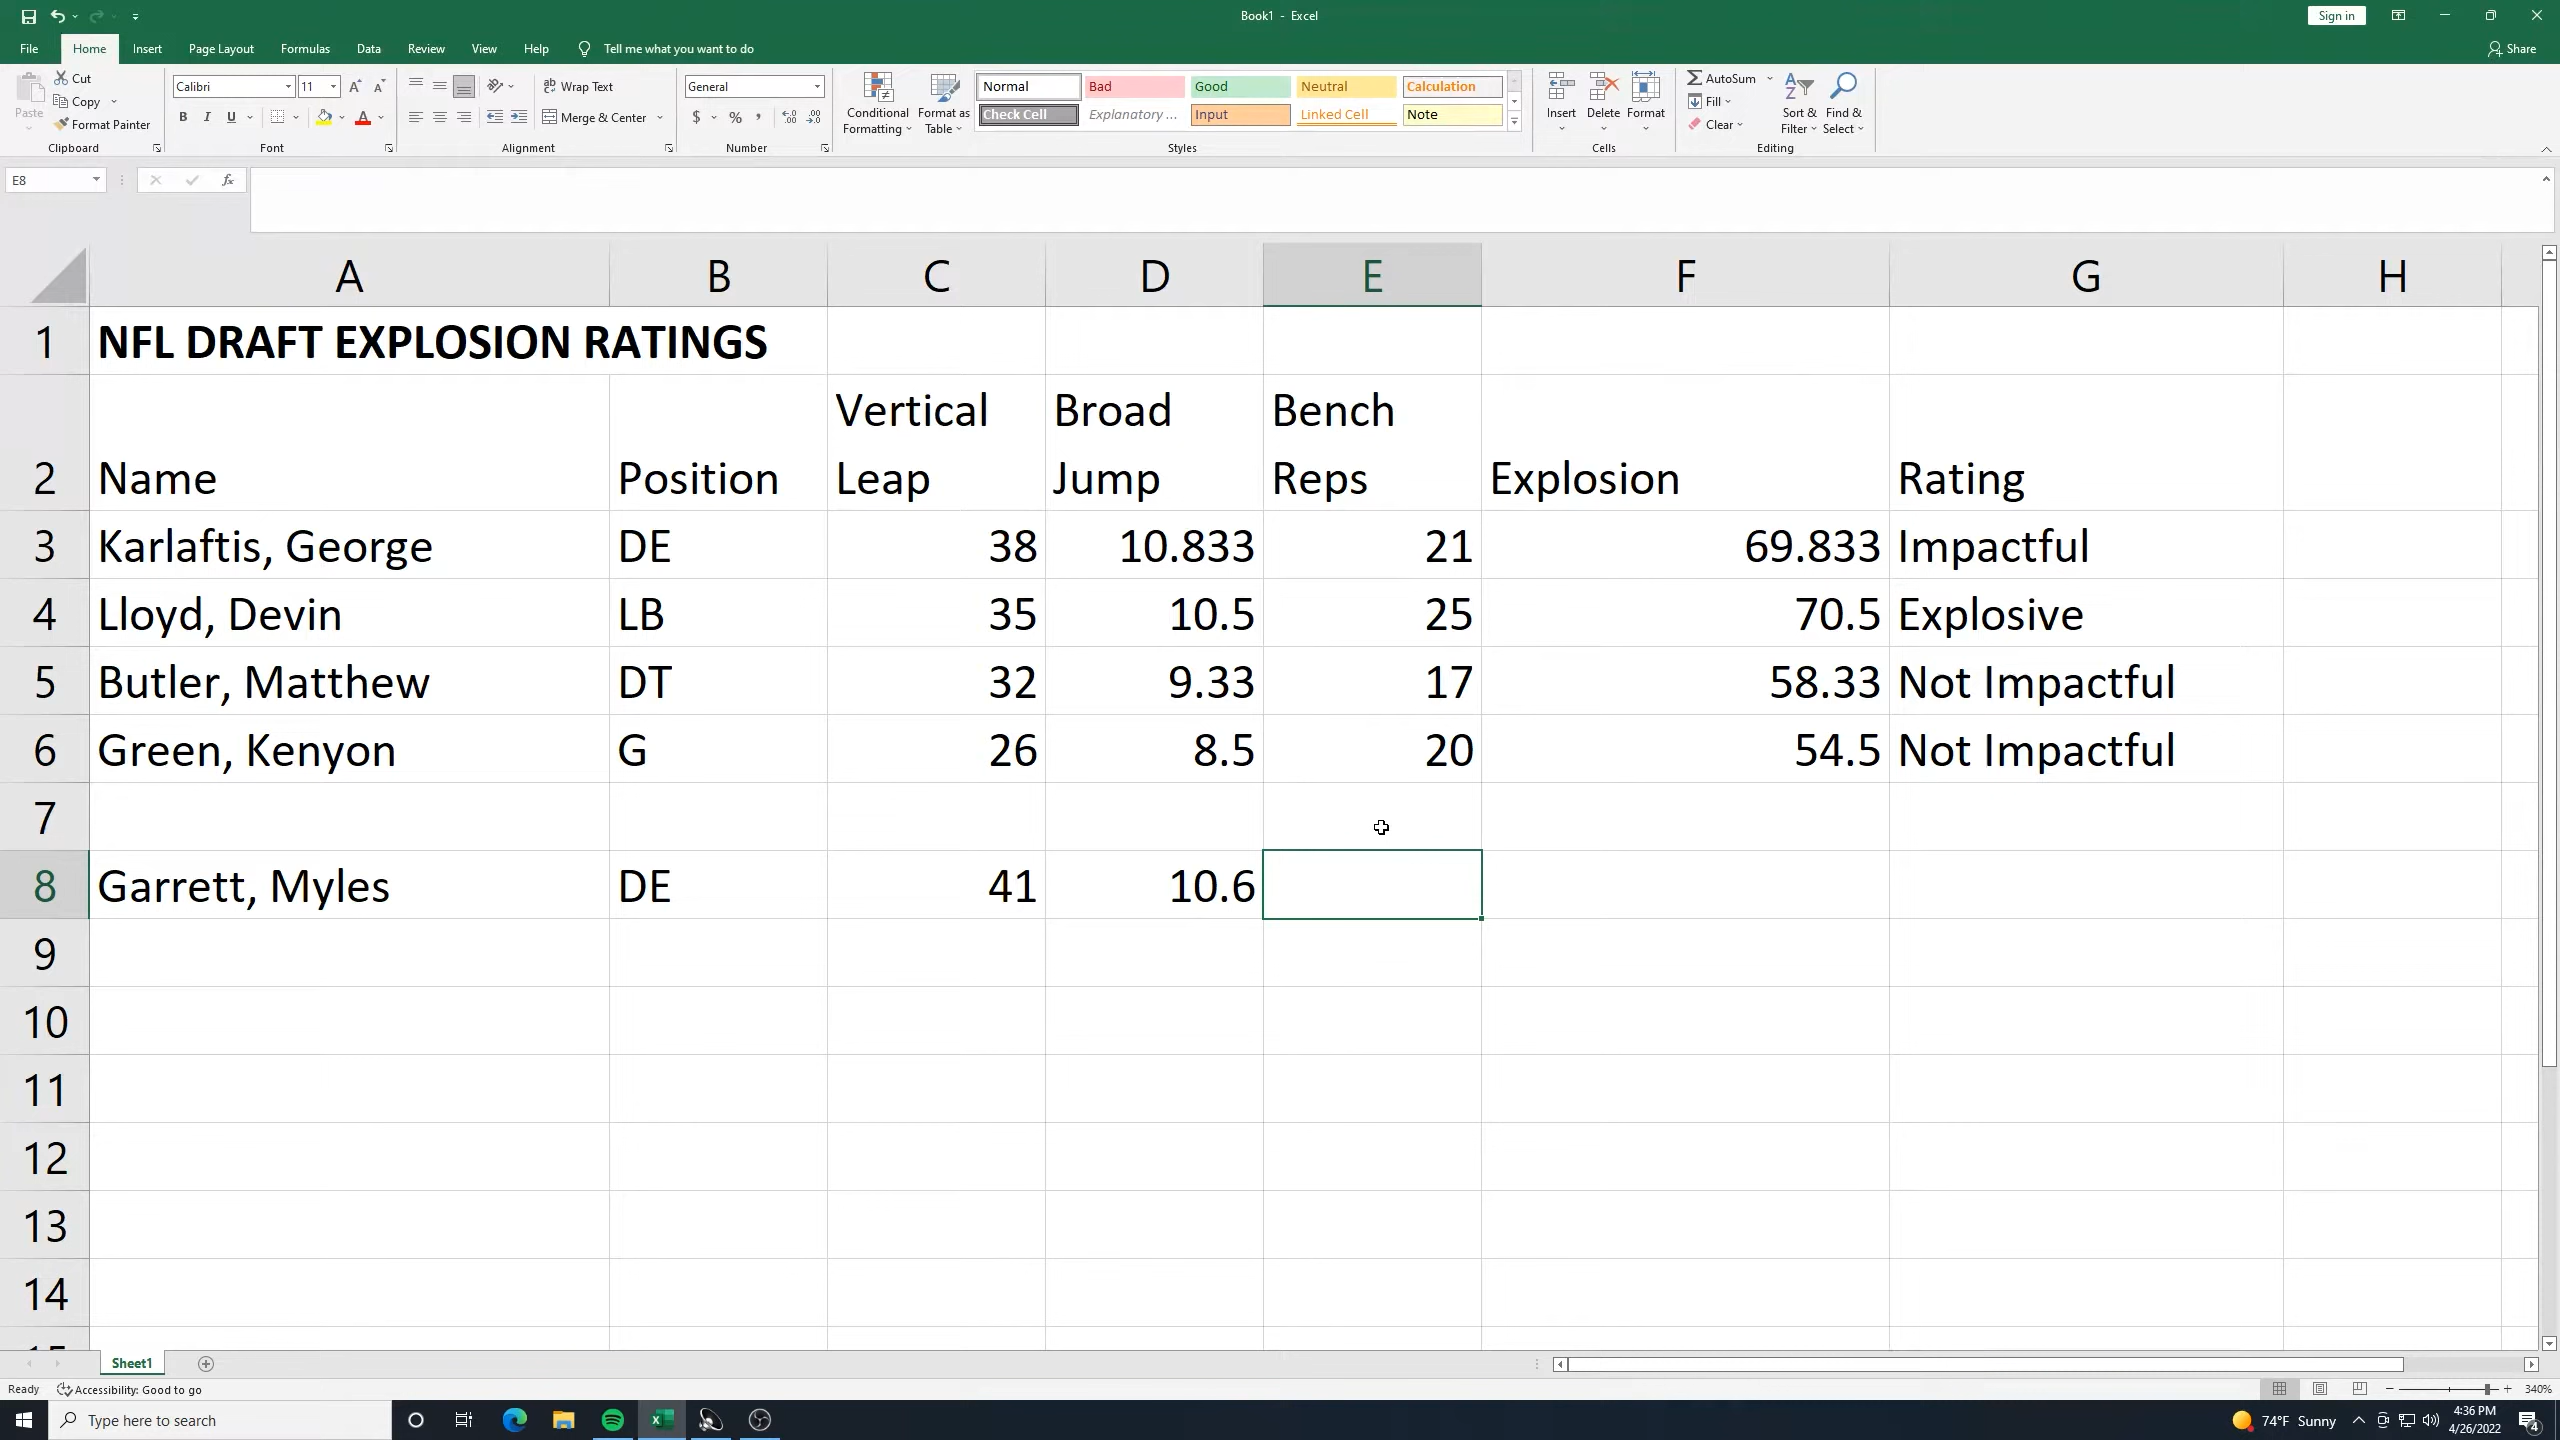 Book1 - Excel
Sign in
File Home Insert Page Layout Formulas Data Review View Help Tell me what you want to do Share
Paste
Cut
Copy
Format Painter
Clipboard
Calibri 11
B I U
Font
Wrap Text
Merge & Center
Alignment
General
$ % ,
Number
Conditional Formatting
Format as Table
Normal Bad Good Neutral Calculation
Check Cell Explanatory ... Input Linked Cell Note
Styles
Insert Delete Format
Cells
AutoSum
Fill
Clear
Sort & Filter
Find & Select
Editing
E8 fx
A B C D E F G H
1 NFL DRAFT EXPLOSION RATINGS
2 Name Position Vertical Leap Broad Jump Bench Reps Explosion Rating
3 Karlaftis, George DE 38 10.833 21 69.833 Impactful
4 Lloyd, Devin LB 35 10.5 25 70.5 Explosive
5 Butler, Matthew DT 32 9.33 17 58.33 Not Impactful
6 Green, Kenyon G 26 8.5 20 54.5 Not Impactful
7
8 Garrett, Myles DE 41 10.6
9
10
11
12
13
14
15
Sheet1
Ready Accessibility: Good to go 340%
Type here to search
74°F Sunny
4:36 PM
4/26/2022
4